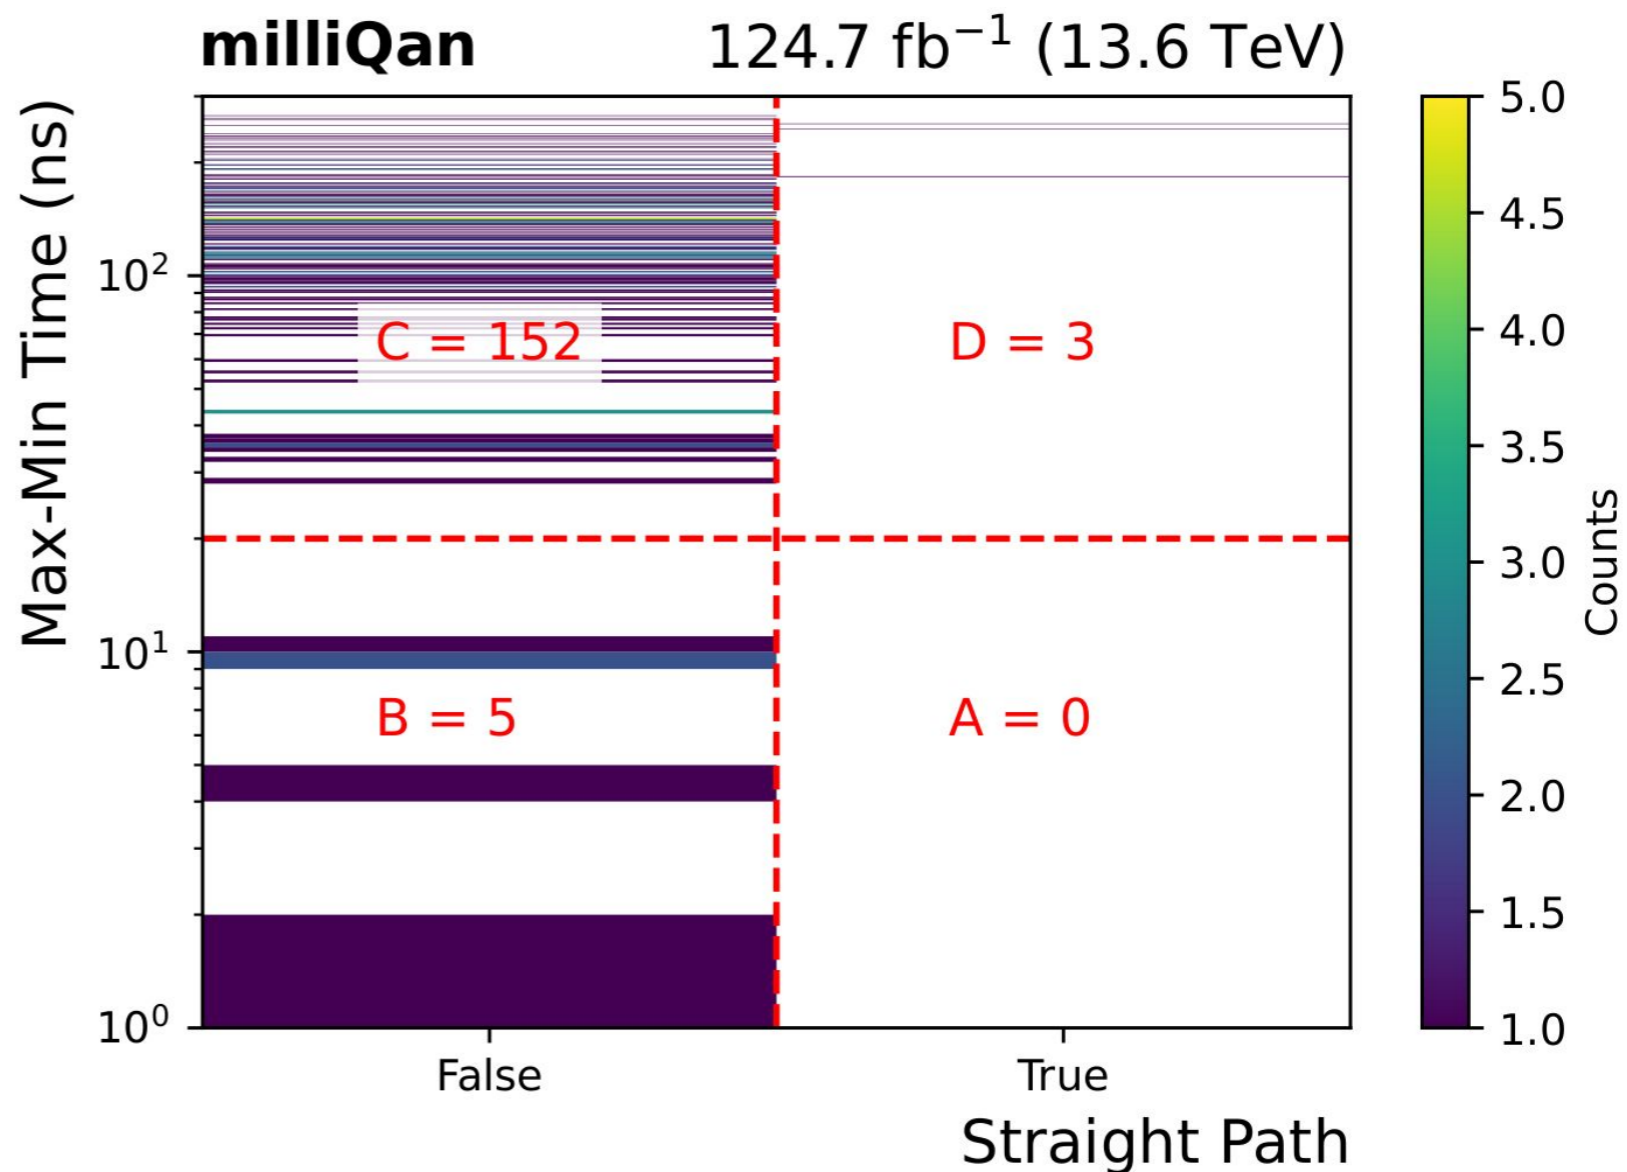 milliQan 124.7 fb⁻¹ (13.6 TeV)
Max-Min Time (ns)
10²
10¹
10⁰
C = 152
D = 3
B = 5
A = 0
False
True
Straight Path
5.0
4.5
4.0
3.5
3.0
2.5
2.0
1.5
1.0
Counts